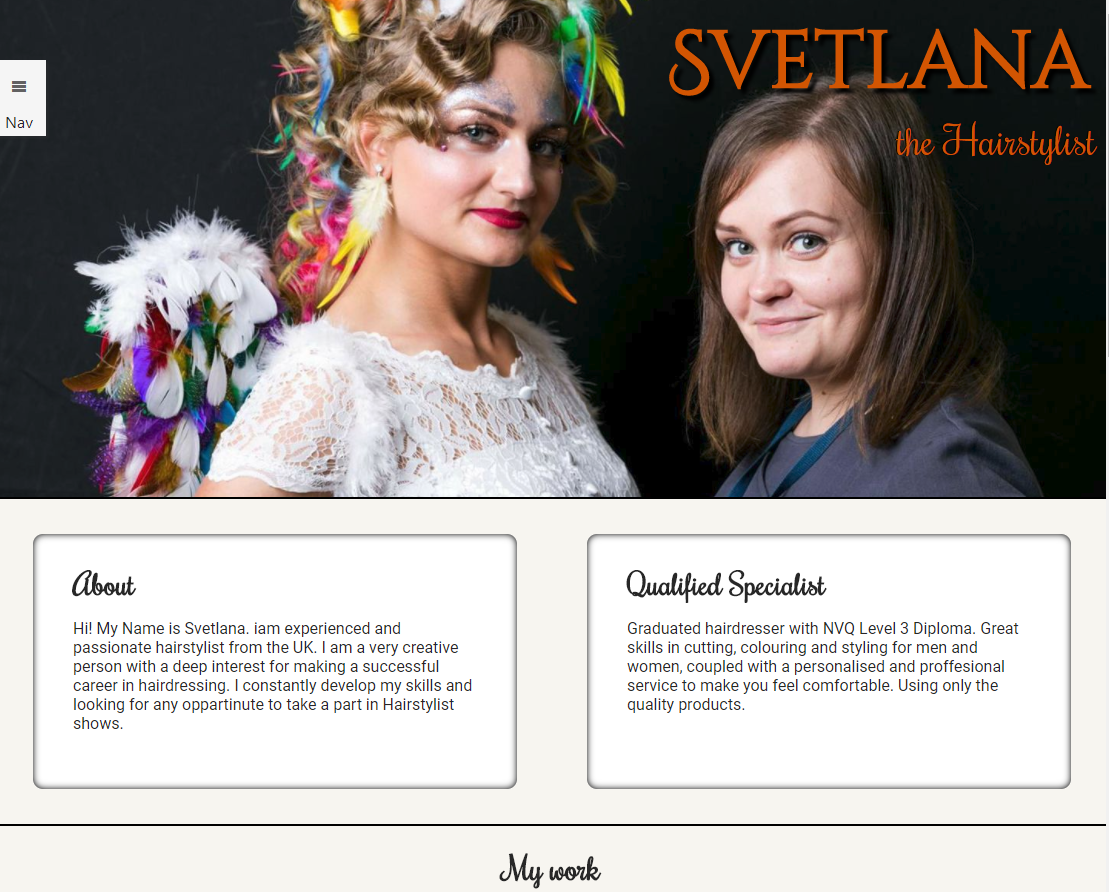 SVETLANA
the Hairstylist
Nav
About
Hi! My Name is Svetlana. iam experienced and
passionate hairstylist from the UK. I am a very creative
person with a deep interest for making a successful
career in hairdressing. I constantly develop my skills and
looking for any oppartinute to take a part in Hairstylist
shows.
Qualified Specialist
Graduated hairdresser with NVQ Level 3 Diploma. Great
skills in cutting, colouring and styling for men and
women, coupled with a personalised and proffesional
service to make you feel comfortable. Using only the
quality products.
My work